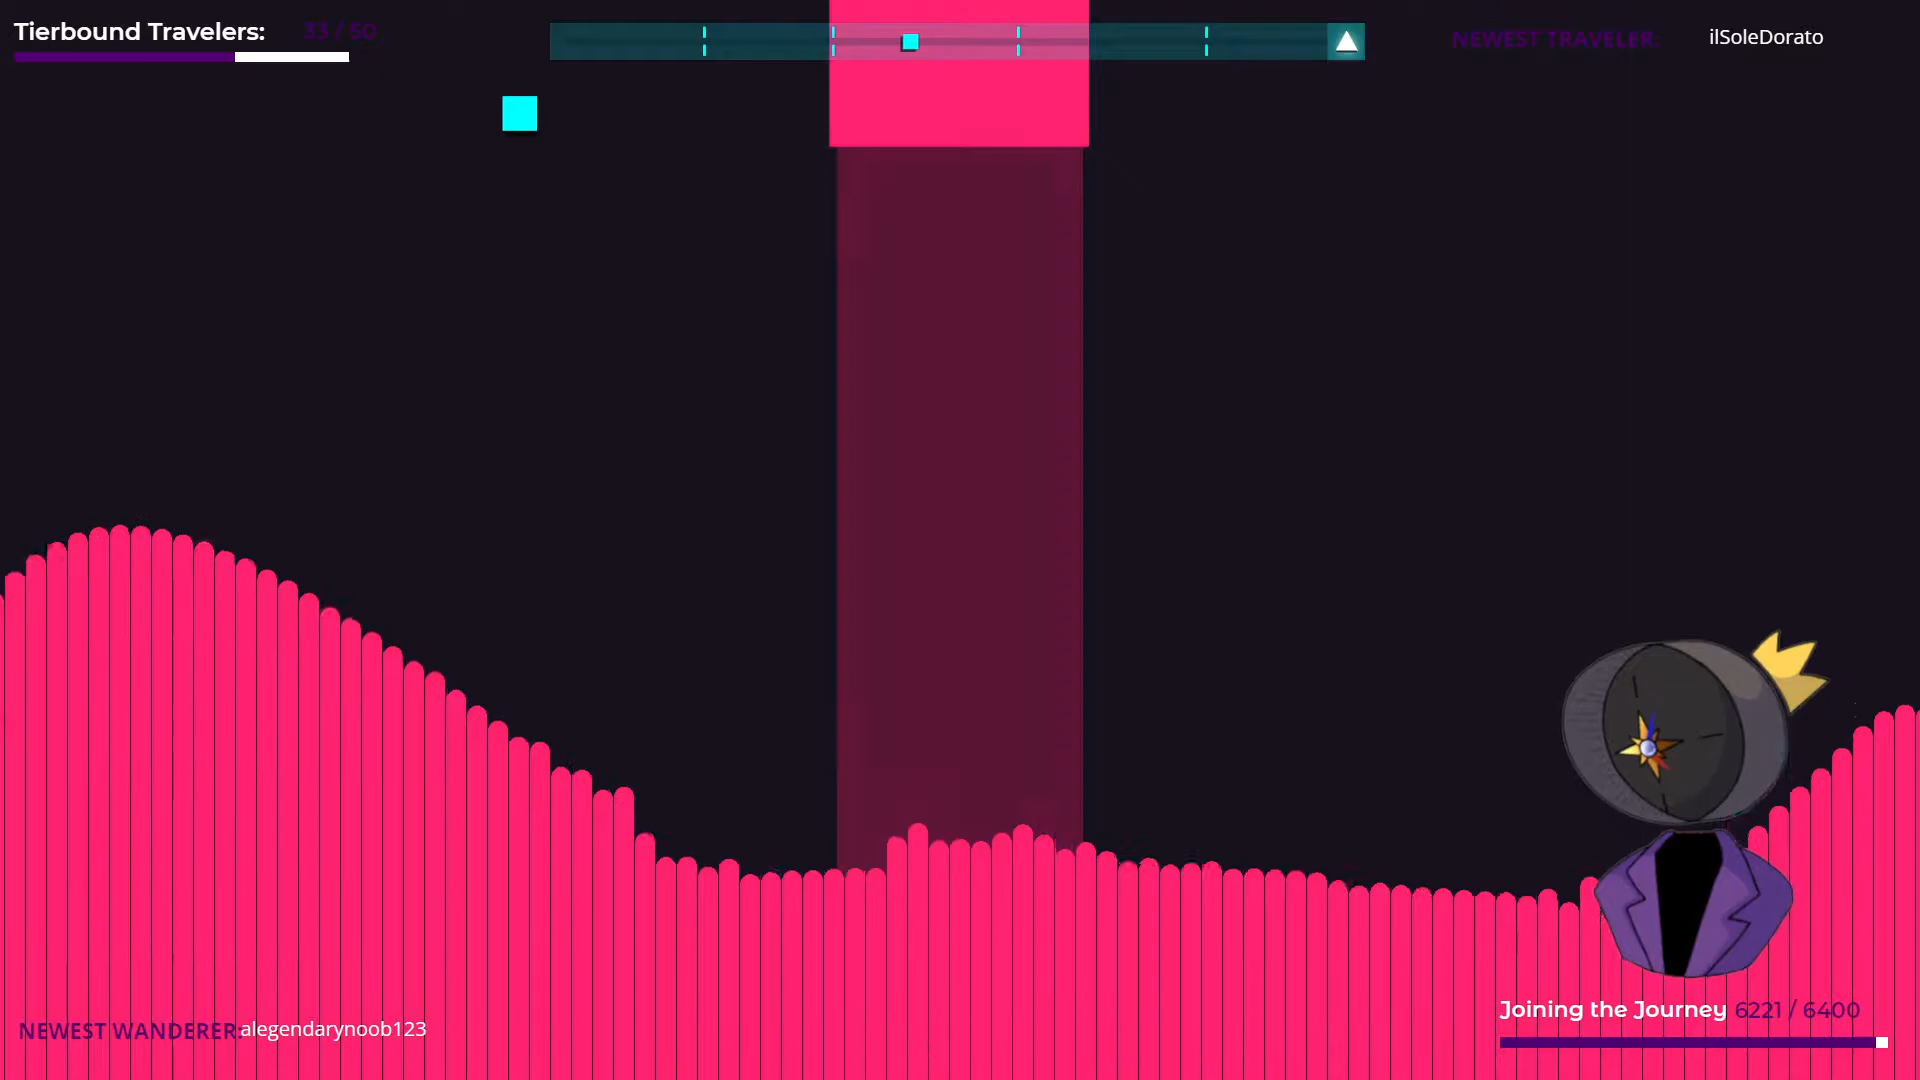 Tierbound Travelers: 33 / 50
NEWEST TRAVELER: ilSoleDorato
NEWEST WANDERER: alegendarynoob123
Joining the Journey 6221 / 6400